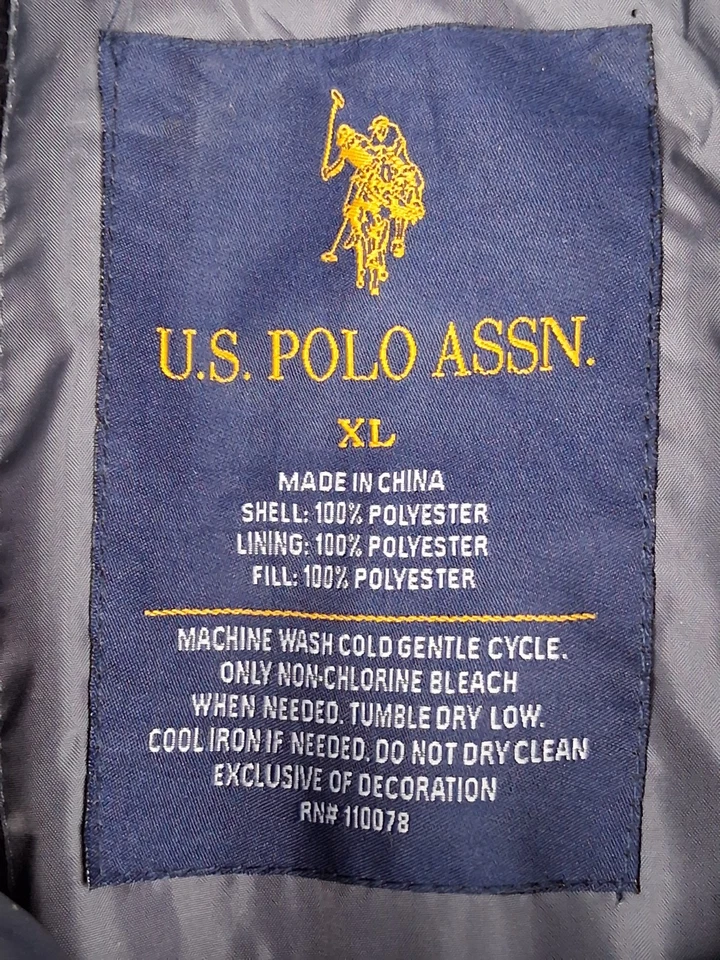 U.S. POLO ASSN.
XL
MADE IN CHINA
SHELL: 100% POLYESTER
LINING: 100% POLYESTER
FILL: 100% POLYESTER
MACHINE WASH COLD GENTLE CYCLE.
ONLY NON-CHLORINE BLEACH
WHEN NEEDED. TUMBLE DRY LOW.
COOL IRON IF NEEDED. DO NOT DRY CLEAN
EXCLUSIVE OF DECORATION
RN# 110078